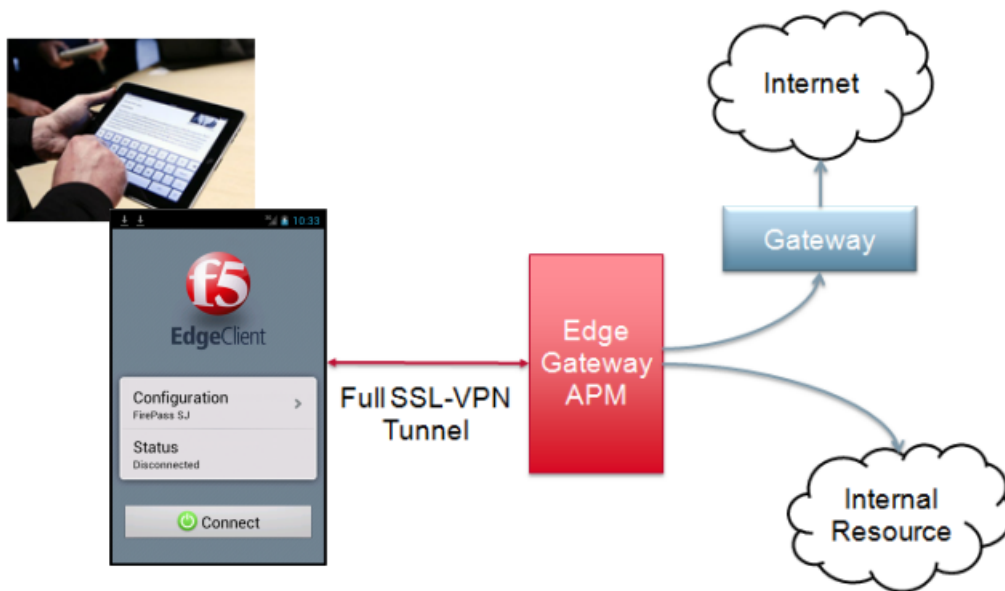 Internet
Gateway
10:33
f5
EdgeClient
Configuration
FirePass SJ
Status
Disconnected
Connect
Full SSL-VPN
Tunnel
Edge
Gateway
APM
Internal
Resource